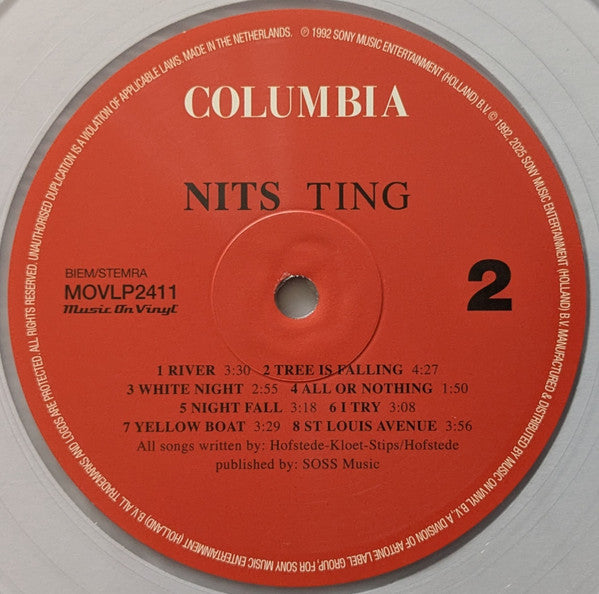 COLUMBIA
NITS TING
BIEM/STEMRA
MOVLP2411
Music On Vinyl
2
1 RIVER 3:30 2 TREE IS FALLING 4:27
3 WHITE NIGHT 2:55 4 ALL OR NOTHING 1:50
5 NIGHT FALL 3:18 6 I TRY 3:08
7 YELLOW BOAT 3:29 8 ST LOUIS AVENUE 3:56
All songs written by: Hofstede-Kloet-Stips/Hofstede
published by: SOSS Music
℗ 1992 SONY MUSIC ENTERTAINMENT (HOLLAND) B.V. © 1992, 2025 SONY MUSIC ENTERTAINMENT (HOLLAND) B.V. MANUFACTURED & DISTRIBUTED BY MUSIC ON VINYL B.V., A DIVISION OF ARTONE LABEL GROUP, FOR SONY MUSIC ENTERTAINMENT (HOLLAND) B.V. ALL TRADEMARKS AND LOGOS ARE PROTECTED. ALL RIGHTS RESERVED. UNAUTHORISED DUPLICATION IS A VIOLATION OF APPLICABLE LAWS. MADE IN THE NETHERLANDS.